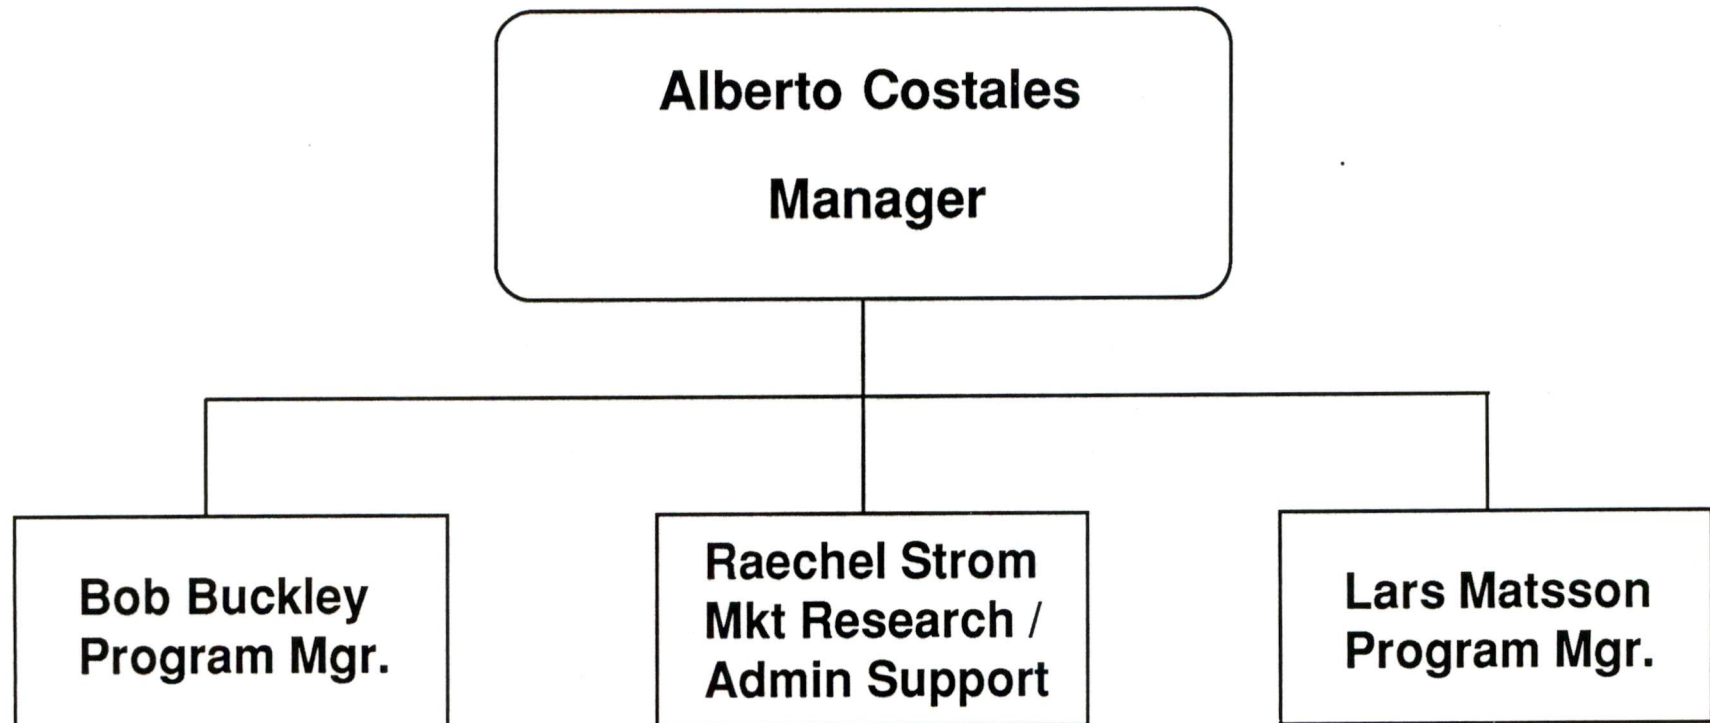 Alberto Costales
Manager
Bob Buckley
Program Mgr.
Raechel Strom
Mkt Research /
Admin Support
Lars Matsson
Program Mgr.